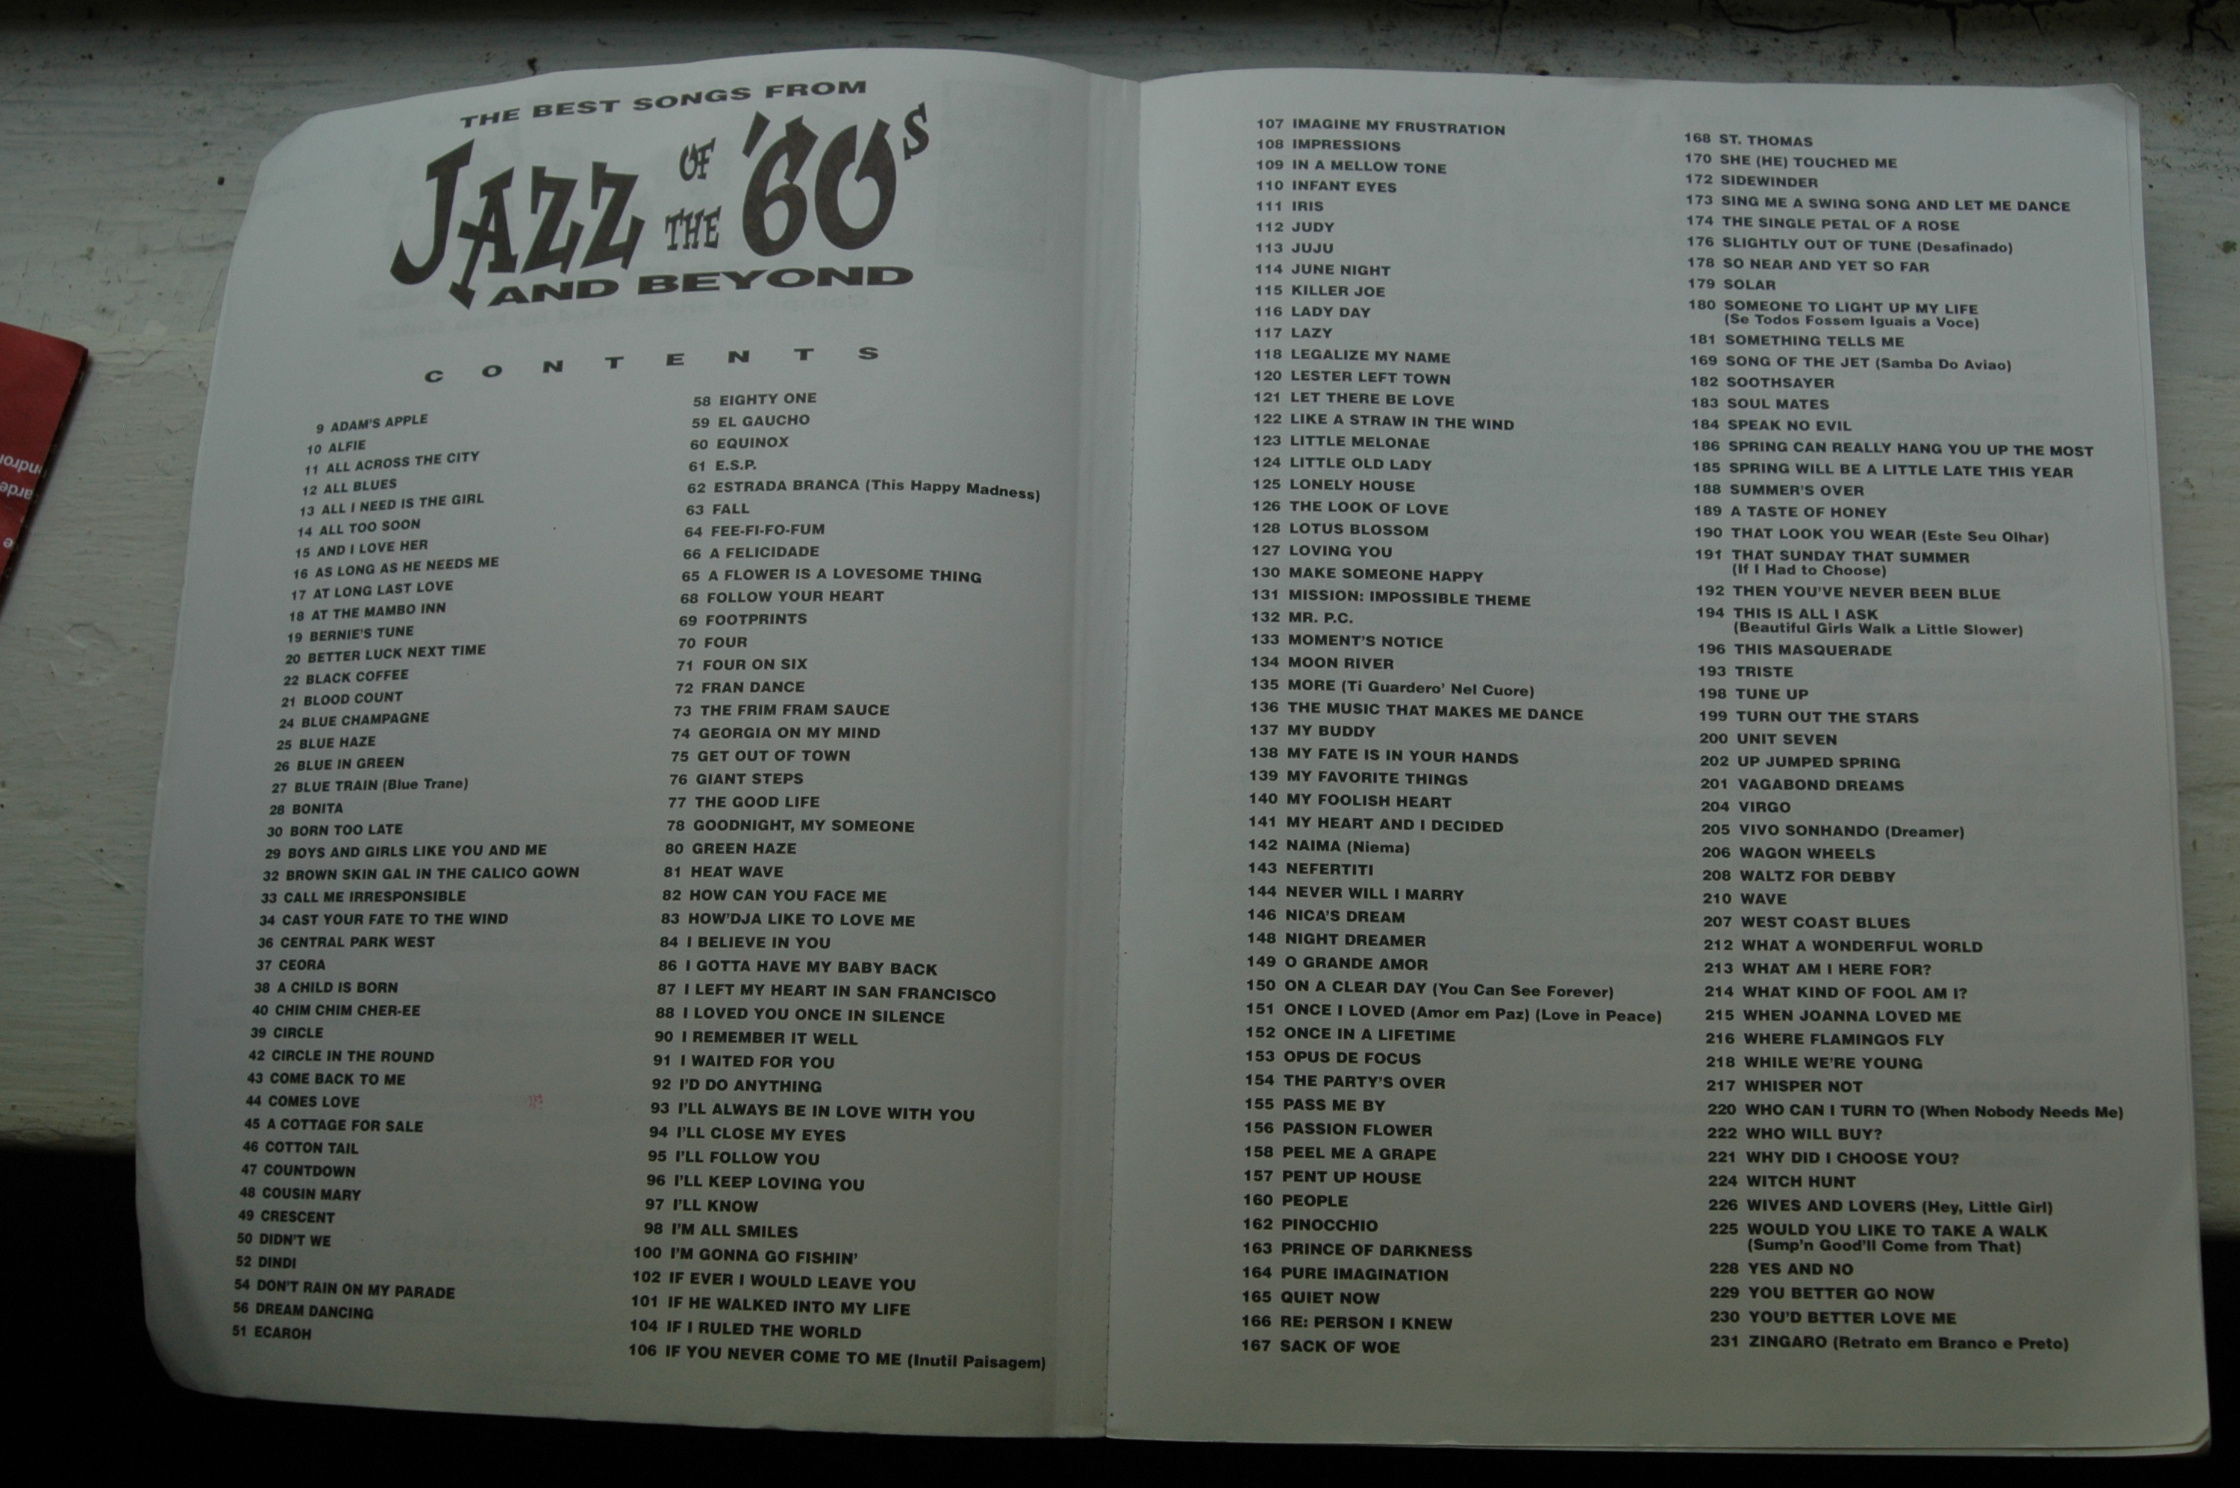 THE BEST SONGS FROM
JAZZ OF THE '60s
AND BEYOND
CONTENTS
9 ADAM'S APPLE
10 ALFIE
11 ALL ACROSS THE CITY
12 ALL BLUES
13 ALL I NEED IS THE GIRL
14 ALL TOO SOON
15 AND I LOVE HER
16 AS LONG AS HE NEEDS ME
17 AT LONG LAST LOVE
18 AT THE MAMBO INN
19 BERNIE'S TUNE
20 BETTER LUCK NEXT TIME
22 BLACK COFFEE
21 BLOOD COUNT
24 BLUE CHAMPAGNE
25 BLUE HAZE
26 BLUE IN GREEN
27 BLUE TRAIN (Blue Trane)
28 BONITA
30 BORN TOO LATE
29 BOYS AND GIRLS LIKE YOU AND ME
32 BROWN SKIN GAL IN THE CALICO GOWN
33 CALL ME IRRESPONSIBLE
34 CAST YOUR FATE TO THE WIND
36 CENTRAL PARK WEST
37 CEORA
38 A CHILD IS BORN
40 CHIM CHIM CHER-EE
39 CIRCLE
42 CIRCLE IN THE ROUND
43 COME BACK TO ME
44 COMES LOVE
45 A COTTAGE FOR SALE
46 COTTON TAIL
47 COUNTDOWN
48 COUSIN MARY
49 CRESCENT
50 DIDN'T WE
52 DINDI
54 DON'T RAIN ON MY PARADE
56 DREAM DANCING
51 ECAROH
58 EIGHTY ONE
59 EL GAUCHO
60 EQUINOX
61 E.S.P.
62 ESTRADA BRANCA (This Happy Madness)
63 FALL
64 FEE-FI-FO-FUM
66 A FELICIDADE
65 A FLOWER IS A LOVESOME THING
68 FOLLOW YOUR HEART
69 FOOTPRINTS
70 FOUR
71 FOUR ON SIX
72 FRAN DANCE
73 THE FRIM FRAM SAUCE
74 GEORGIA ON MY MIND
75 GET OUT OF TOWN
76 GIANT STEPS
77 THE GOOD LIFE
78 GOODNIGHT, MY SOMEONE
80 GREEN HAZE
81 HEAT WAVE
82 HOW CAN YOU FACE ME
83 HOW'DJA LIKE TO LOVE ME
84 I BELIEVE IN YOU
86 I GOTTA HAVE MY BABY BACK
87 I LEFT MY HEART IN SAN FRANCISCO
88 I LOVED YOU ONCE IN SILENCE
90 I REMEMBER IT WELL
91 I WAITED FOR YOU
92 I'D DO ANYTHING
93 I'LL ALWAYS BE IN LOVE WITH YOU
94 I'LL CLOSE MY EYES
95 I'LL FOLLOW YOU
96 I'LL KEEP LOVING YOU
97 I'LL KNOW
98 I'M ALL SMILES
100 I'M GONNA GO FISHIN'
102 IF EVER I WOULD LEAVE YOU
101 IF HE WALKED INTO MY LIFE
104 IF I RULED THE WORLD
106 IF YOU NEVER COME TO ME (Inutil Paisagem)
107 IMAGINE MY FRUSTRATION
108 IMPRESSIONS
109 IN A MELLOW TONE
110 INFANT EYES
111 IRIS
112 JUDY
113 JUJU
114 JUNE NIGHT
115 KILLER JOE
116 LADY DAY
117 LAZY
118 LEGALIZE MY NAME
120 LESTER LEFT TOWN
121 LET THERE BE LOVE
122 LIKE A STRAW IN THE WIND
123 LITTLE MELONAE
124 LITTLE OLD LADY
125 LONELY HOUSE
126 THE LOOK OF LOVE
128 LOTUS BLOSSOM
127 LOVING YOU
130 MAKE SOMEONE HAPPY
131 MISSION: IMPOSSIBLE THEME
132 MR. P.C.
133 MOMENT'S NOTICE
134 MOON RIVER
135 MORE (Ti Guardero' Nel Cuore)
136 THE MUSIC THAT MAKES ME DANCE
137 MY BUDDY
138 MY FATE IS IN YOUR HANDS
139 MY FAVORITE THINGS
140 MY FOOLISH HEART
141 MY HEART AND I DECIDED
142 NAIMA (Niema)
143 NEFERTITI
144 NEVER WILL I MARRY
146 NICA'S DREAM
148 NIGHT DREAMER
149 O GRANDE AMOR
150 ON A CLEAR DAY (You Can See Forever)
151 ONCE I LOVED (Amor em Paz) (Love in Peace)
152 ONCE IN A LIFETIME
153 OPUS DE FOCUS
154 THE PARTY'S OVER
155 PASS ME BY
156 PASSION FLOWER
158 PEEL ME A GRAPE
157 PENT UP HOUSE
160 PEOPLE
162 PINOCCHIO
163 PRINCE OF DARKNESS
164 PURE IMAGINATION
165 QUIET NOW
166 RE: PERSON I KNEW
167 SACK OF WOE
168 ST. THOMAS
170 SHE (HE) TOUCHED ME
172 SIDEWINDER
173 SING ME A SWING SONG AND LET ME DANCE
174 THE SINGLE PETAL OF A ROSE
176 SLIGHTLY OUT OF TUNE (Desafinado)
178 SO NEAR AND YET SO FAR
179 SOLAR
180 SOMEONE TO LIGHT UP MY LIFE
(Se Todos Fossem Iguais a Voce)
181 SOMETHING TELLS ME
169 SONG OF THE JET (Samba Do Aviao)
182 SOOTHSAYER
183 SOUL MATES
184 SPEAK NO EVIL
186 SPRING CAN REALLY HANG YOU UP THE MOST
185 SPRING WILL BE A LITTLE LATE THIS YEAR
188 SUMMER'S OVER
189 A TASTE OF HONEY
190 THAT LOOK YOU WEAR (Este Seu Olhar)
191 THAT SUNDAY THAT SUMMER
(If I Had to Choose)
192 THEN YOU'VE NEVER BEEN BLUE
194 THIS IS ALL I ASK
(Beautiful Girls Walk a Little Slower)
196 THIS MASQUERADE
193 TRISTE
198 TUNE UP
199 TURN OUT THE STARS
200 UNIT SEVEN
202 UP JUMPED SPRING
201 VAGABOND DREAMS
204 VIRGO
205 VIVO SONHANDO (Dreamer)
206 WAGON WHEELS
208 WALTZ FOR DEBBY
210 WAVE
207 WEST COAST BLUES
212 WHAT A WONDERFUL WORLD
213 WHAT AM I HERE FOR?
214 WHAT KIND OF FOOL AM I?
215 WHEN JOANNA LOVED ME
216 WHERE FLAMINGOS FLY
218 WHILE WE'RE YOUNG
217 WHISPER NOT
220 WHO CAN I TURN TO (When Nobody Needs Me)
222 WHO WILL BUY?
221 WHY DID I CHOOSE YOU?
224 WITCH HUNT
226 WIVES AND LOVERS (Hey, Little Girl)
225 WOULD YOU LIKE TO TAKE A WALK
(Sump'n Good'll Come from That)
228 YES AND NO
229 YOU BETTER GO NOW
230 YOU'D BETTER LOVE ME
231 ZINGARO (Retrato em Branco e Preto)